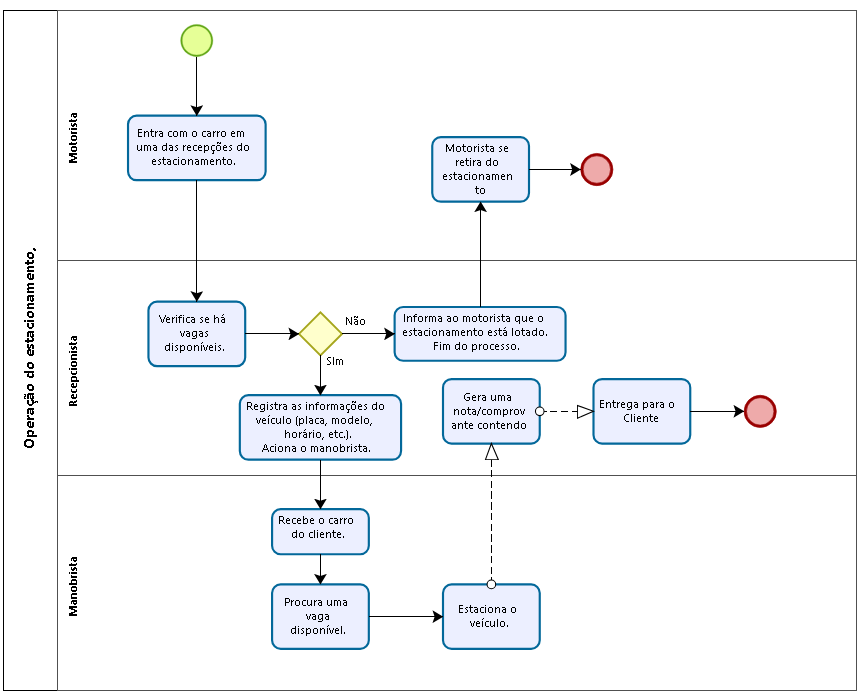 Operação do estacionamento,
Motorista
Entra com o carro em
uma das recepções do
estacionamento.
Motorista se
retira do
estacionamen
to
Recepcionista
Verifica se há
vagas
disponíveis.
Não
SIm
Informa ao motorista que o
estacionamento está lotado.
Fim do processo.
Registra as informações do
veículo (placa, modelo,
horário, etc.).
Aciona o manobrista.
Gera uma
nota/comprov
ante contendo
Entrega para o
Cliente
Manobrista
Recebe o carro
do cliente.
Procura uma
vaga
disponível.
Estaciona o
veículo.